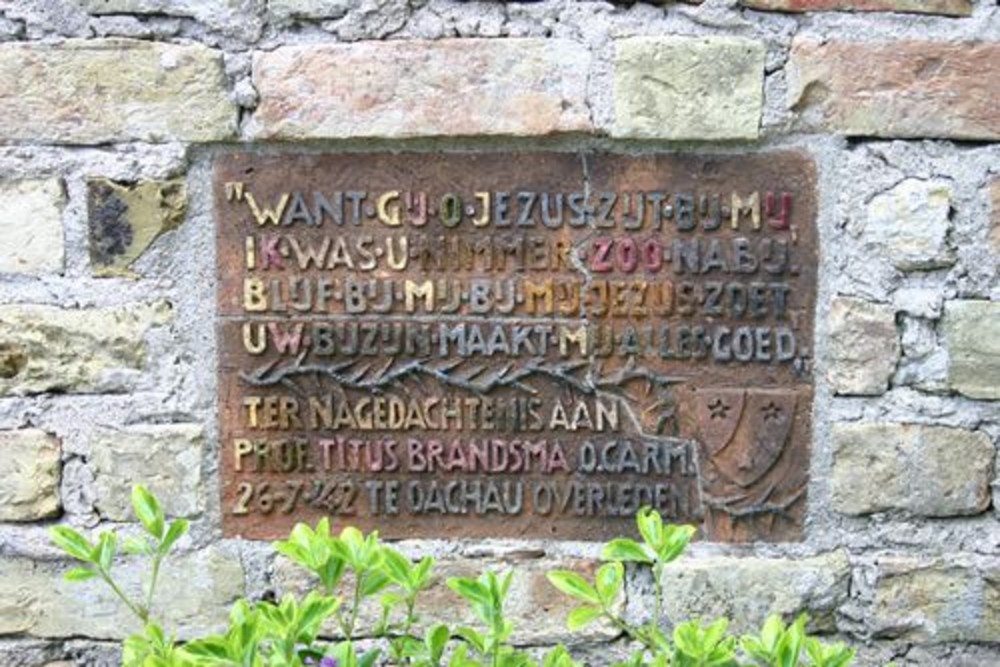 "WANT·GIJ·O·JEZUS·ZIJT·BIJ·MIJ
IK·WAS·U·NIMMER·ZOO·NABIJ.
BLIJF·BIJ·MIJ·BIJ·MIJ·JEZUS·ZOET
UW·BIJZIJN·MAAKT·MIJ·ALLES·GOED„
TER NAGEDACHTENIS AAN
PROF. TITUS BRANDSMA O.CARM.
26-7-'42 TE DACHAU OVERLEDEN